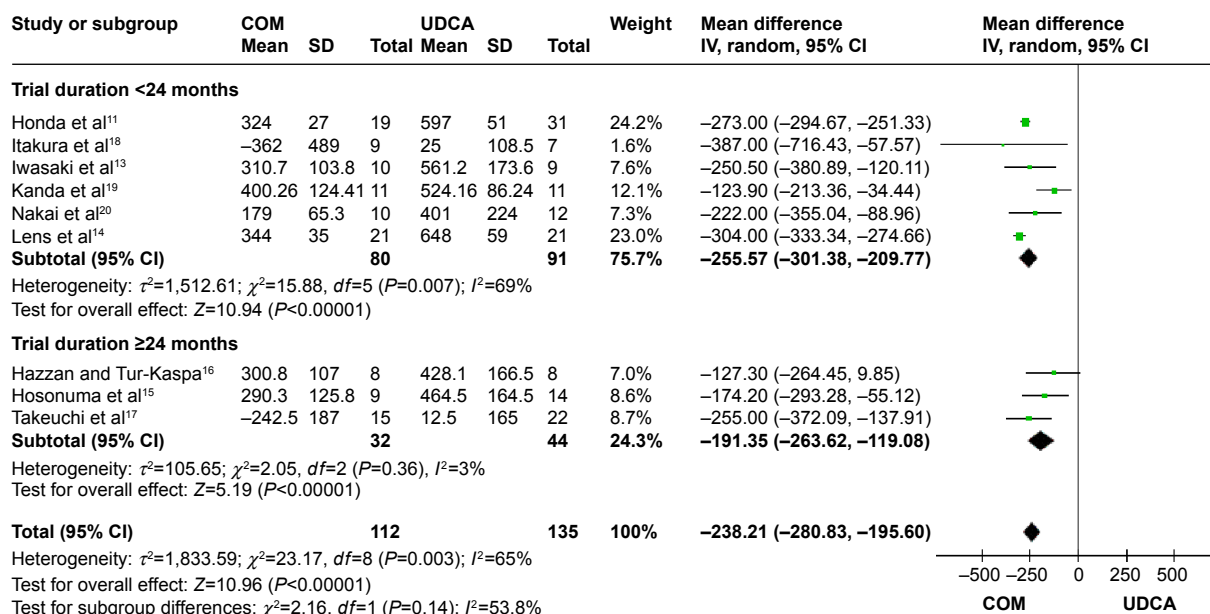 Study or subgroup COM UDCA Weight Mean difference Mean difference
Mean SD Total Mean SD Total IV, random, 95% CI IV, random, 95% CI
Trial duration <24 months
Honda et al¹¹ 324 27 19 597 51 31 24.2% –273.00 (–294.67, –251.33)
Itakura et al¹⁸ –362 489 9 25 108.5 7 1.6% –387.00 (–716.43, –57.57)
Iwasaki et al¹³ 310.7 103.8 10 561.2 173.6 9 7.6% –250.50 (–380.89, –120.11)
Kanda et al¹⁹ 400.26 124.41 11 524.16 86.24 11 12.1% –123.90 (–213.36, –34.44)
Nakai et al²⁰ 179 65.3 10 401 224 12 7.3% –222.00 (–355.04, –88.96)
Lens et al¹⁴ 344 35 21 648 59 21 23.0% –304.00 (–333.34, –274.66)
Subtotal (95% CI) 80 91 75.7% –255.57 (–301.38, –209.77)
Heterogeneity: τ²=1,512.61; χ²=15.88, df=5 (P=0.007); I²=69%
Test for overall effect: Z=10.94 (P<0.00001)
Trial duration ≥24 months
Hazzan and Tur-Kaspa¹⁶ 300.8 107 8 428.1 166.5 8 7.0% –127.30 (–264.45, 9.85)
Hosonuma et al¹⁵ 290.3 125.8 9 464.5 164.5 14 8.6% –174.20 (–293.28, –55.12)
Takeuchi et al¹⁷ –242.5 187 15 12.5 165 22 8.7% –255.00 (–372.09, –137.91)
Subtotal (95% CI) 32 44 24.3% –191.35 (–263.62, –119.08)
Heterogeneity: τ²=105.65; χ²=2.05, df=2 (P=0.36), I²=3%
Test for overall effect: Z=5.19 (P<0.00001)
Total (95% CI) 112 135 100% –238.21 (–280.83, –195.60)
Heterogeneity: τ²=1,833.59; χ²=23.17, df=8 (P=0.003); I²=65%
Test for overall effect: Z=10.96 (P<0.00001)
Test for subgroup differences: χ²=2.16, df=1 (P=0.14); I²=53.8%
–500 –250 0 250 500
COM UDCA